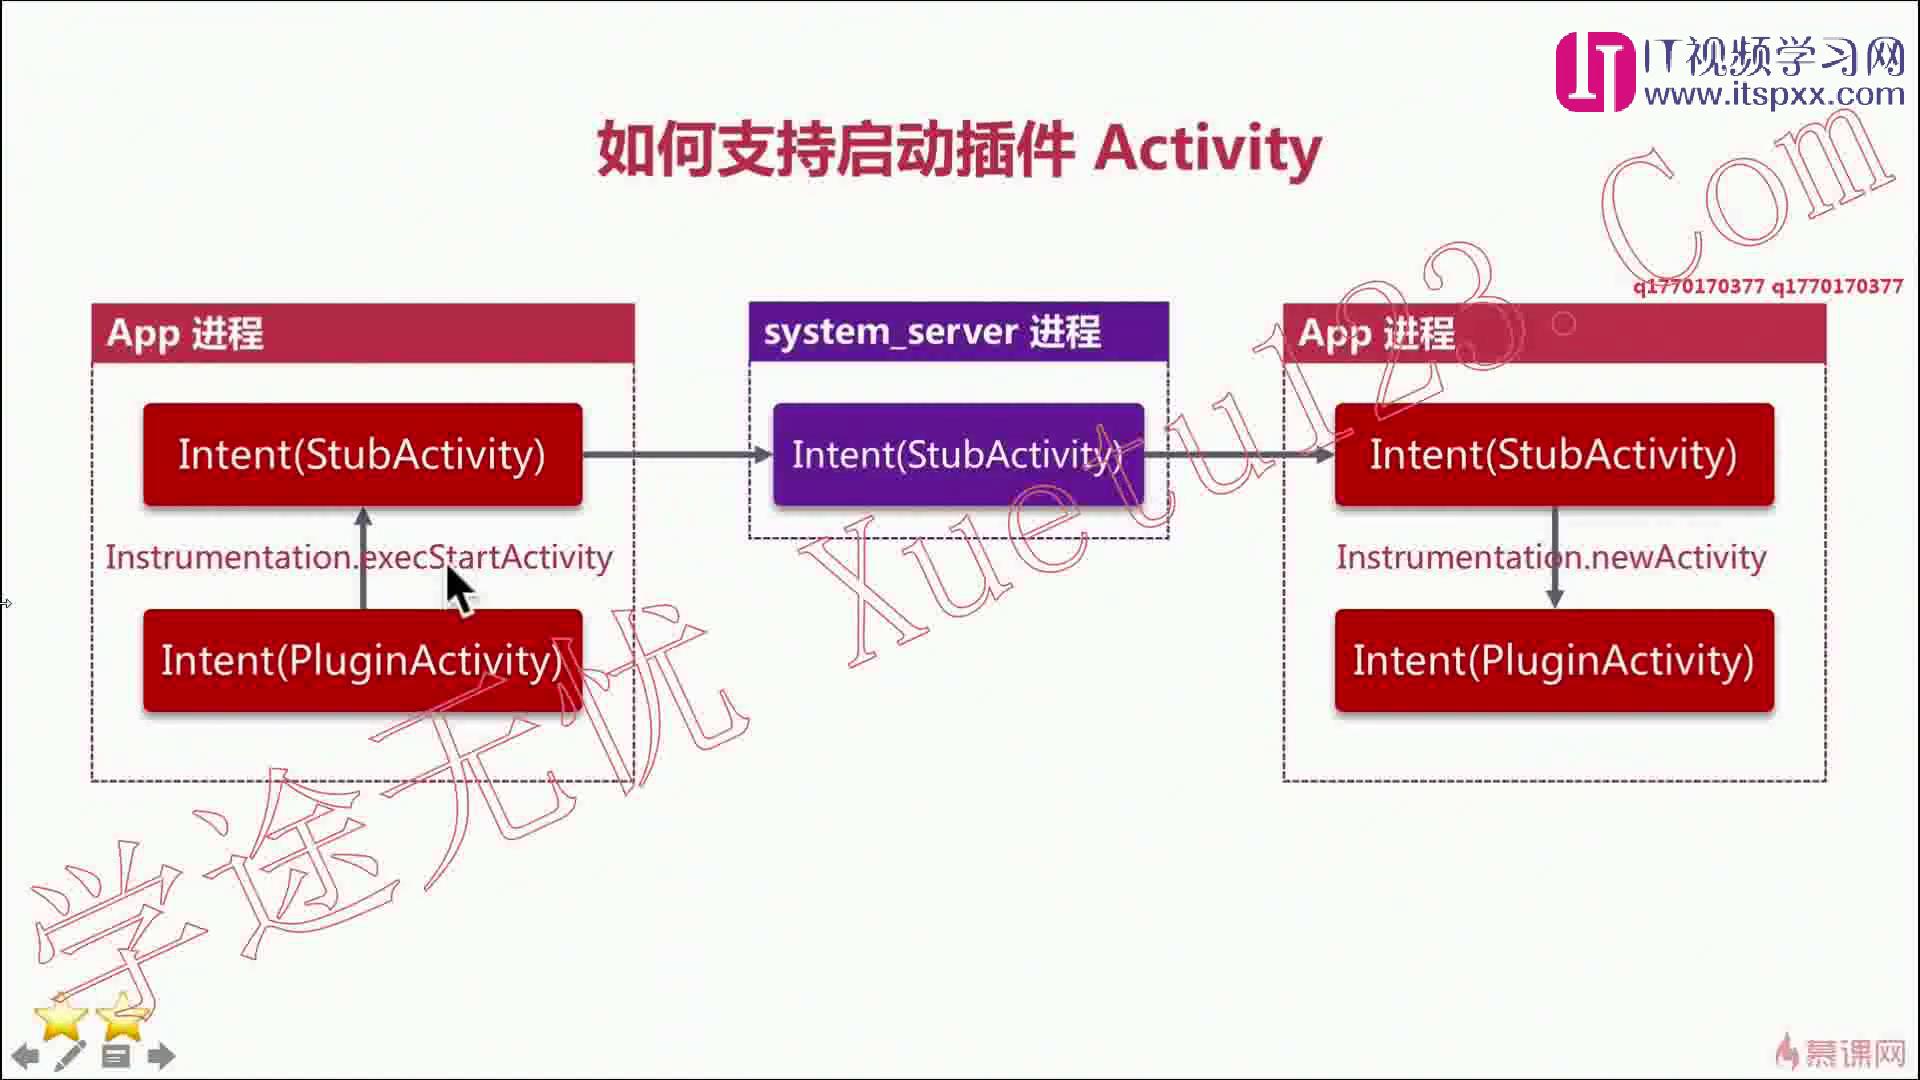 IT视频学习网
www.itspxx.com
如何支持启动插件 Activity
q1770170377 q1770170377
App 进程
Intent(StubActivity)
Instrumentation.execStartActivity
Intent(PluginActivity)
system_server 进程
Intent(StubActivity)
App 进程
Intent(StubActivity)
Instrumentation.newActivity
Intent(PluginActivity)
学途无忧 Xuetu123.Com
慕课网